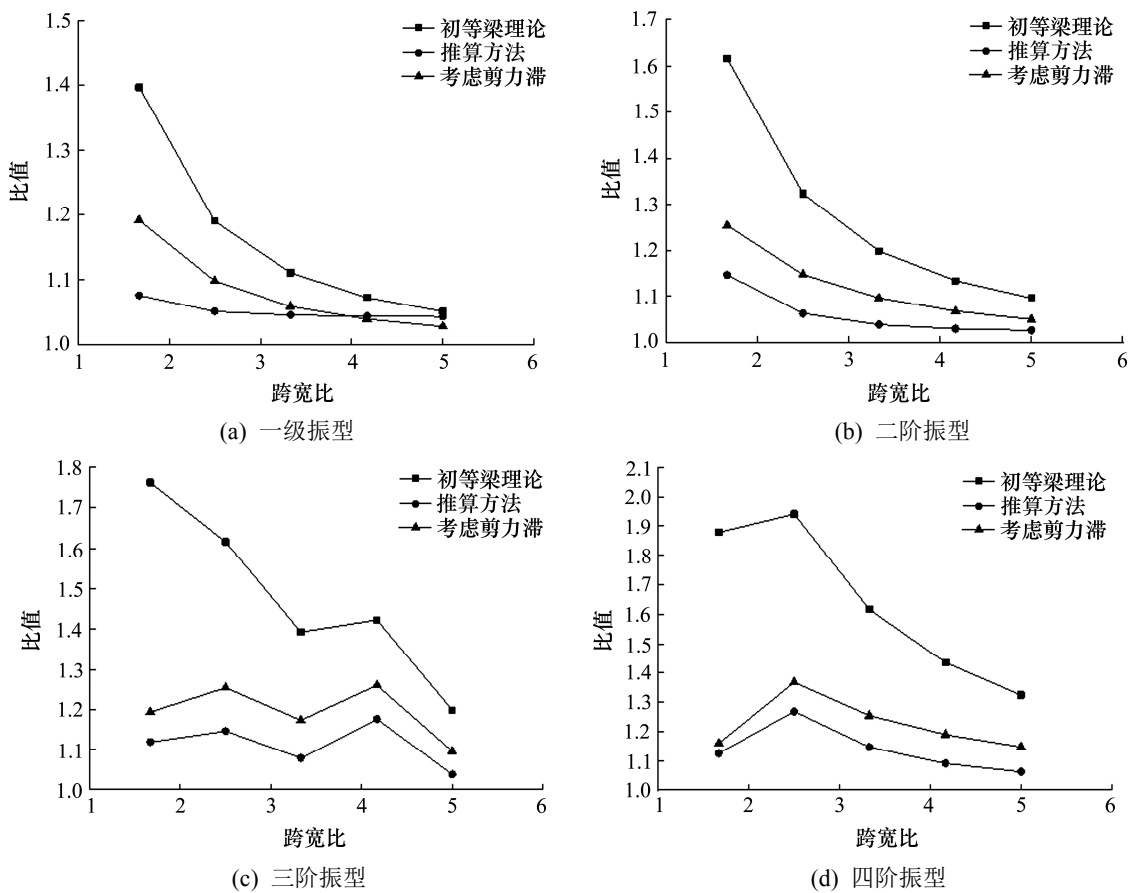 1.5
1.4
1.3
1.2
1.1
1.0
1 2 3 4 5 6
比值
跨宽比
初等梁理论
推算方法
考虑剪力滞
(a) 一级振型
1.7
1.6
1.5
1.4
1.3
1.2
1.1
1.0
1 2 3 4 5 6
比值
跨宽比
初等梁理论
推算方法
考虑剪力滞
(b) 二阶振型
1.8
1.7
1.6
1.5
1.4
1.3
1.2
1.1
1.0
1 2 3 4 5 6
比值
跨宽比
初等梁理论
推算方法
考虑剪力滞
(c) 三阶振型
2.1
2.0
1.9
1.8
1.7
1.6
1.5
1.4
1.3
1.2
1.1
1.0
1 2 3 4 5 6
比值
跨宽比
初等梁理论
推算方法
考虑剪力滞
(d) 四阶振型